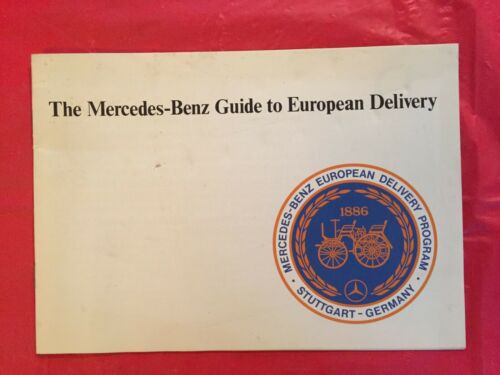 The Mercedes-Benz Guide to European Delivery
MERCEDES-BENZ EUROPEAN DELIVERY PROGRAM
1886
• STUTTGART-GERMANY •